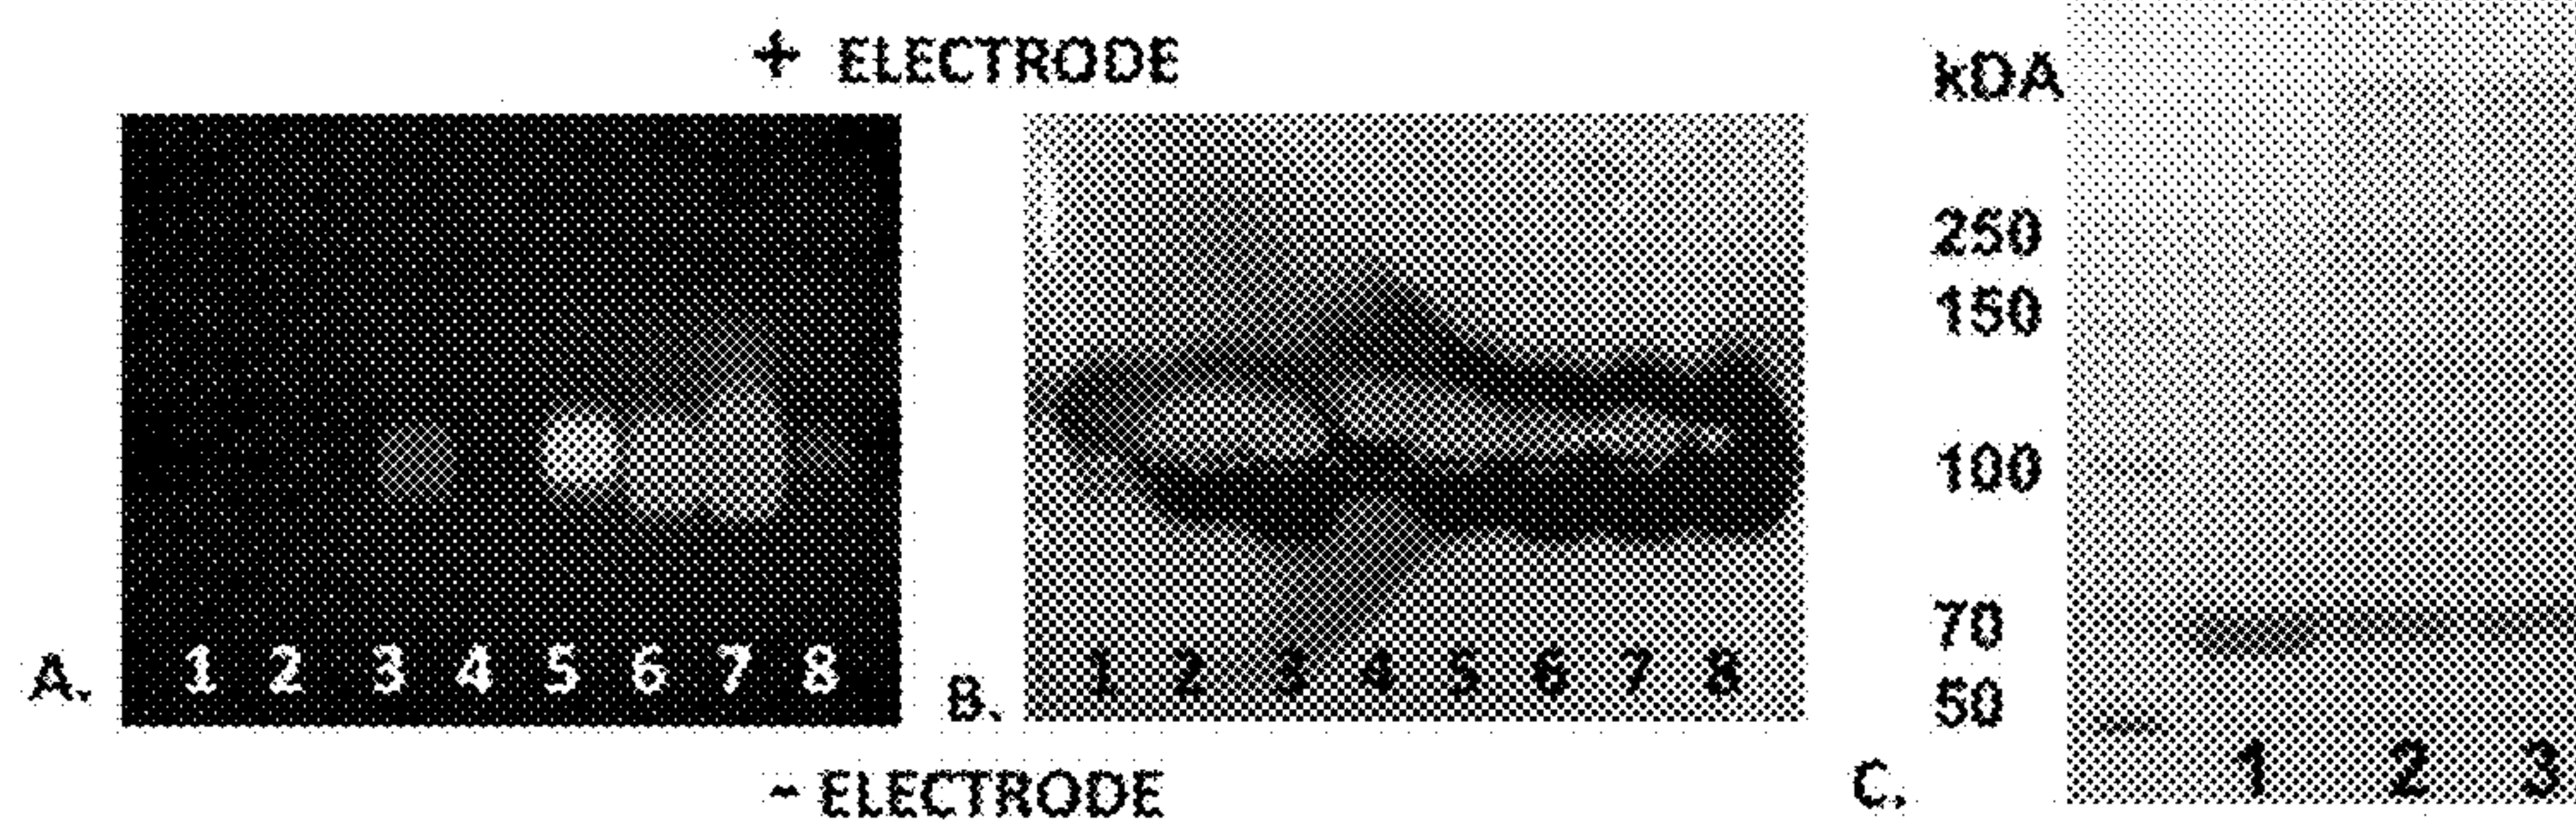 + ELECTRODE
A. 1 2 3 4 5 6 7 8
B. 1 2 3 4 5 6 7 8
- ELECTRODE
kDA
250
150
100
70
50
C. 1 2 3